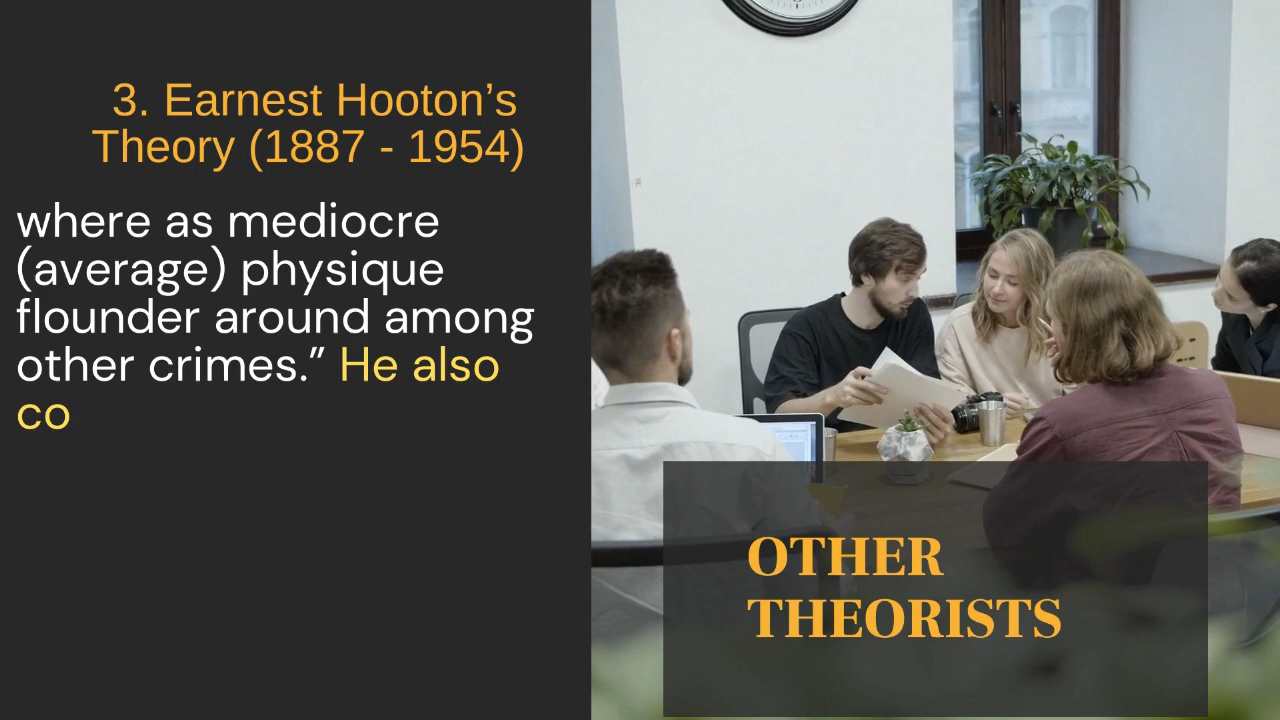 3. Earnest Hooton’s
Theory (1887 - 1954)
where as mediocre
(average) physique
flounder around among
other crimes.” He also
co
OTHER
THEORISTS